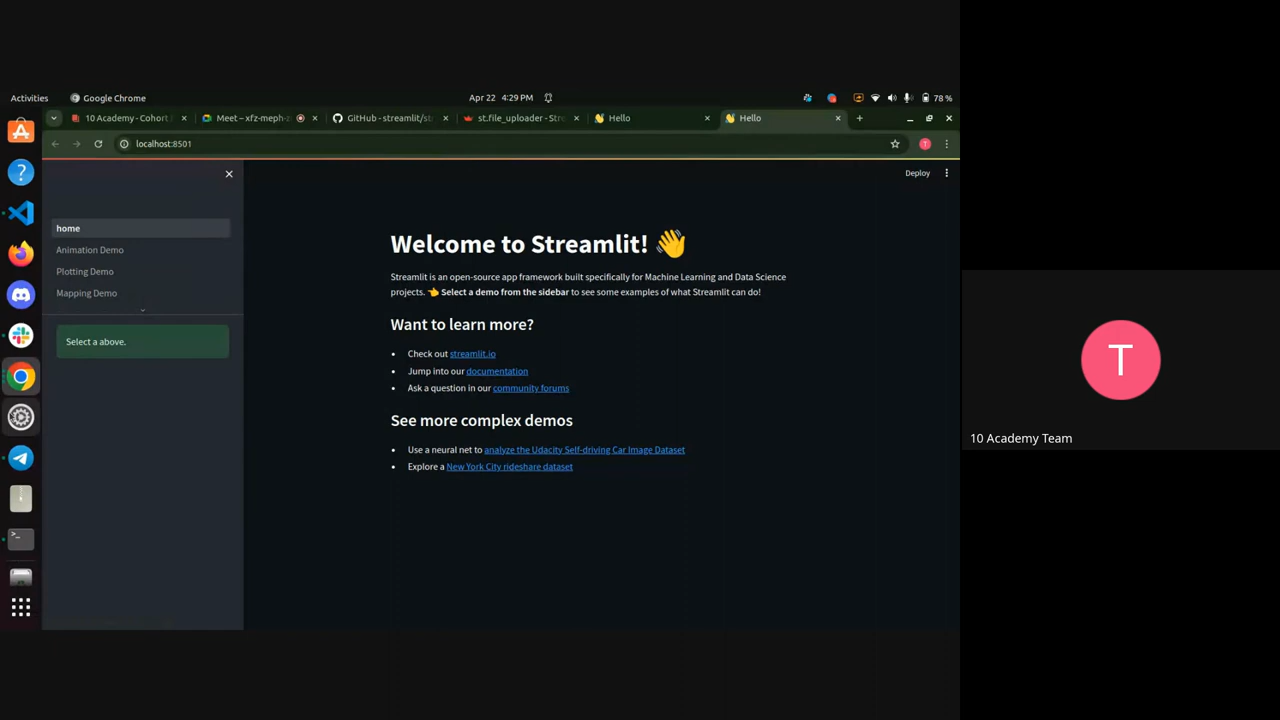 Activities
Google Chrome
Apr 22 4:29 PM
78 %
10 Academy - Cohort
Meet – xfz-meph-
GitHub - streamlit/st
st.file_uploader - Stre
Hello
Hello
localhost:8501
Deploy
home
Animation Demo
Plotting Demo
Mapping Demo
Select a above.
Welcome to Streamlit! 👋
Streamlit is an open-source app framework built specifically for Machine Learning and Data Science
projects. 👈 Select a demo from the sidebar to see some examples of what Streamlit can do!
Want to learn more?
• Check out streamlit.io
• Jump into our documentation
• Ask a question in our community forums
See more complex demos
• Use a neural net to analyze the Udacity Self-driving Car Image Dataset
• Explore a New York City rideshare dataset
T
10 Academy Team